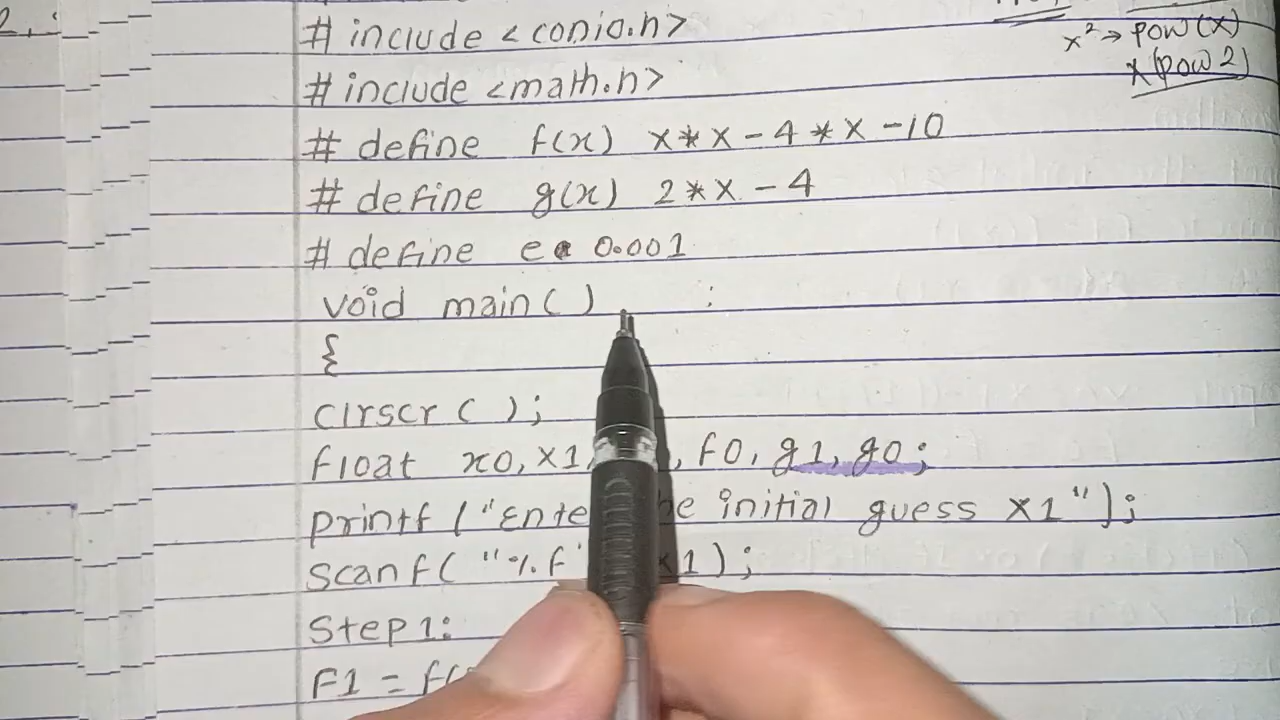 # include < conio.h>
x² → pow(x)
x(pow 2)
# include <math.h>
# define f(x) x*x-4*x-10
# define g(x) 2*x-4
# define e 0.001
void main()
{
clrscr ( );
float x0, x1, , f0, g1, g0;
printf ("Ente he initial guess x1");
scanf( "%f x1);
Step1:
F1 = f(